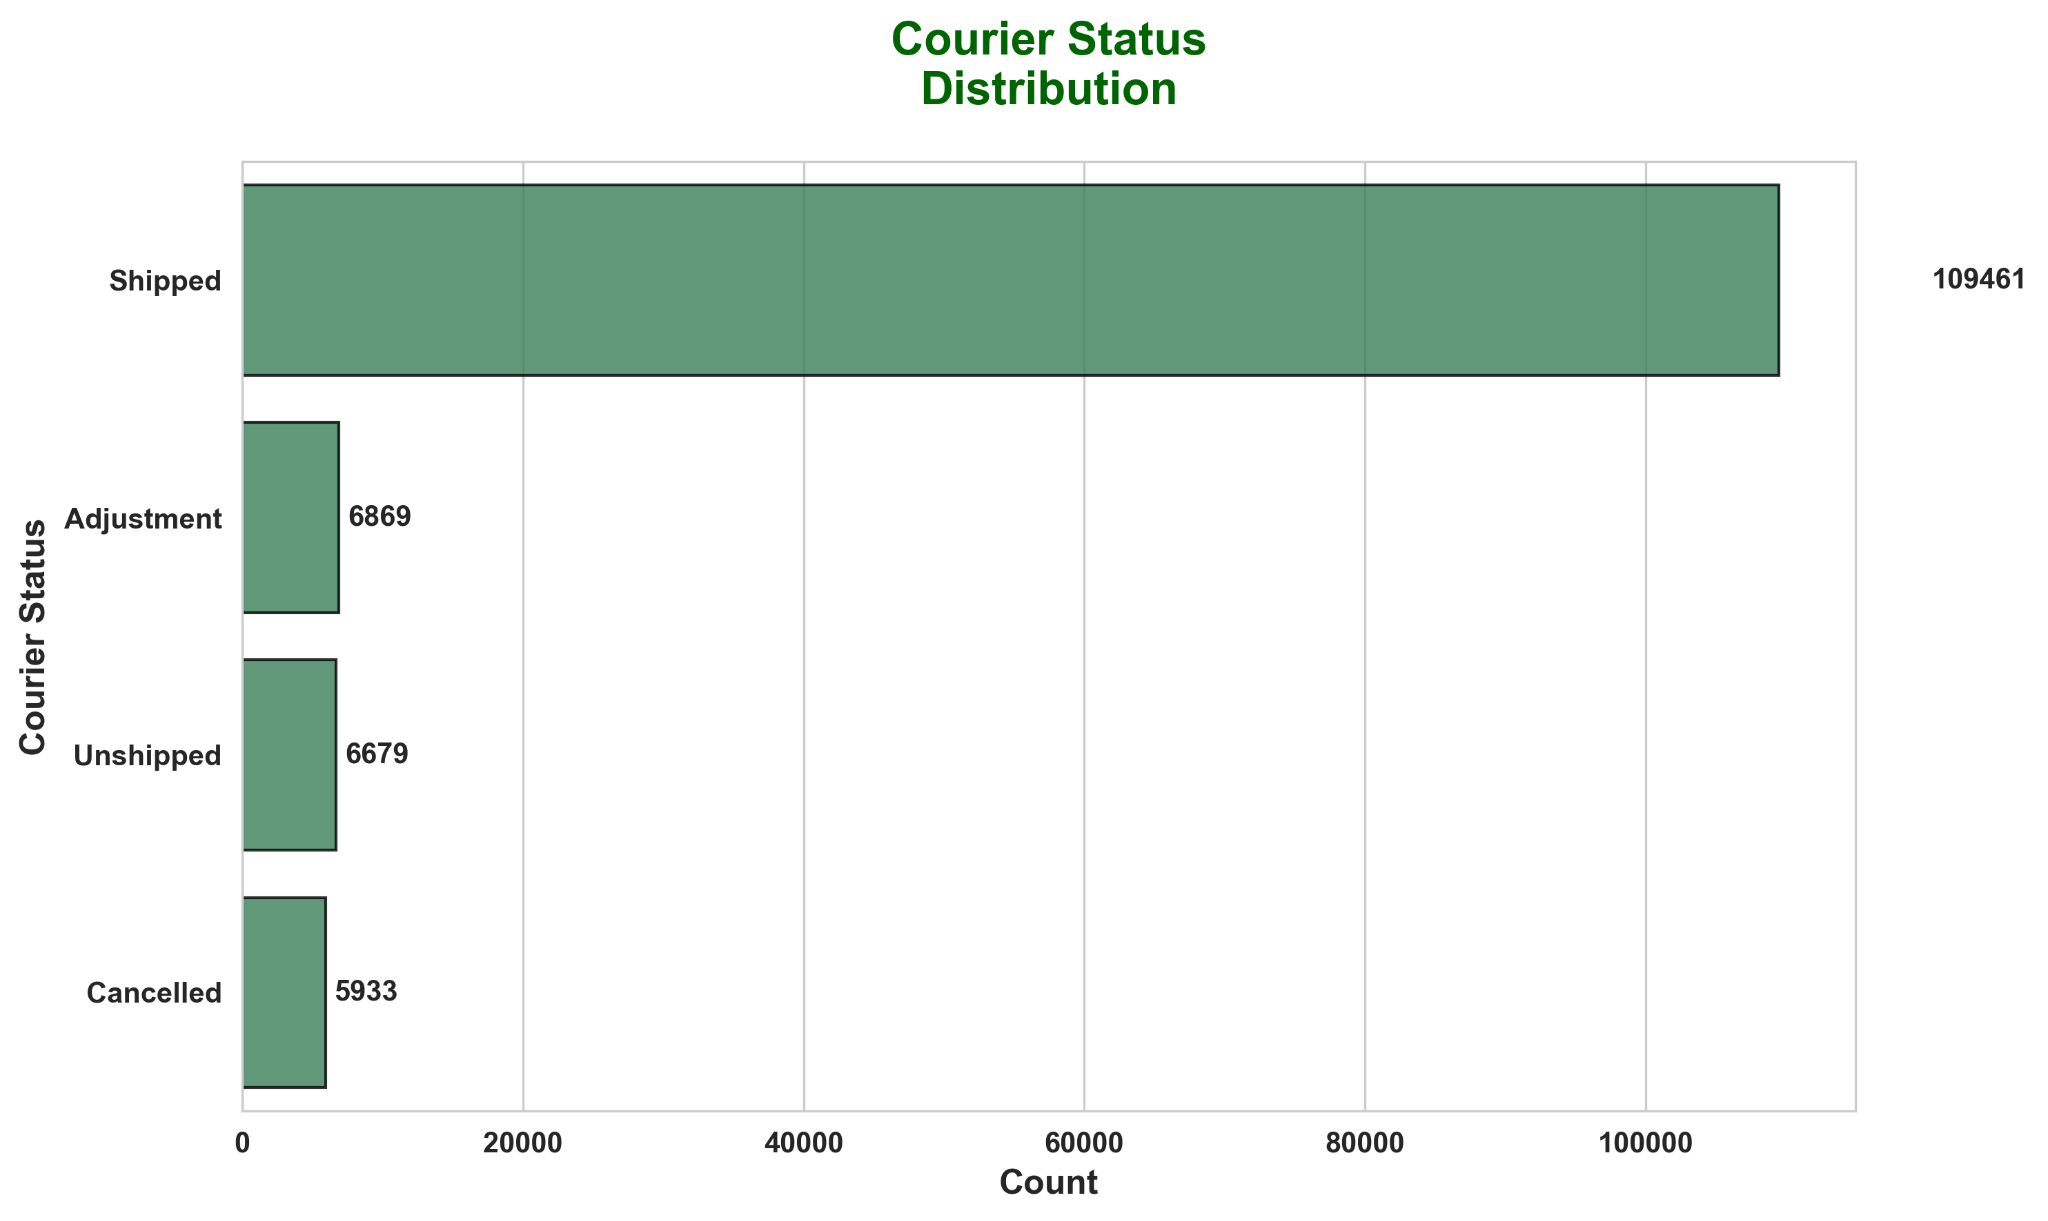 Courier Status
Distribution
Shipped
109461
Adjustment
6869
Unshipped
6679
Cancelled
5933
Courier Status
0 20000 40000 60000 80000 100000
Count